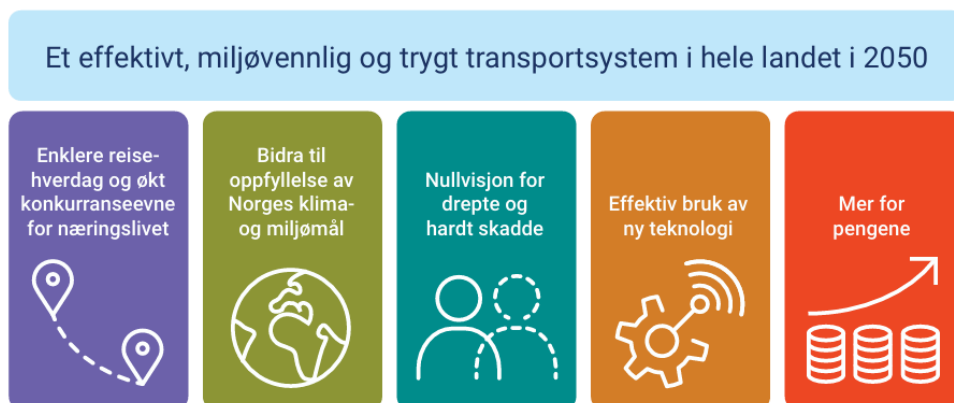 Et effektivt, miljøvennlig og trygt transportsystem i hele landet i 2050
Enklere reise-
hverdag og økt
konkurranseevne
for næringslivet
Bidra til
oppfyllelse av
Norges klima-
og miljømål
Nullvisjon for
drepte og
hardt skadde
Effektiv bruk av
ny teknologi
Mer for
pengene